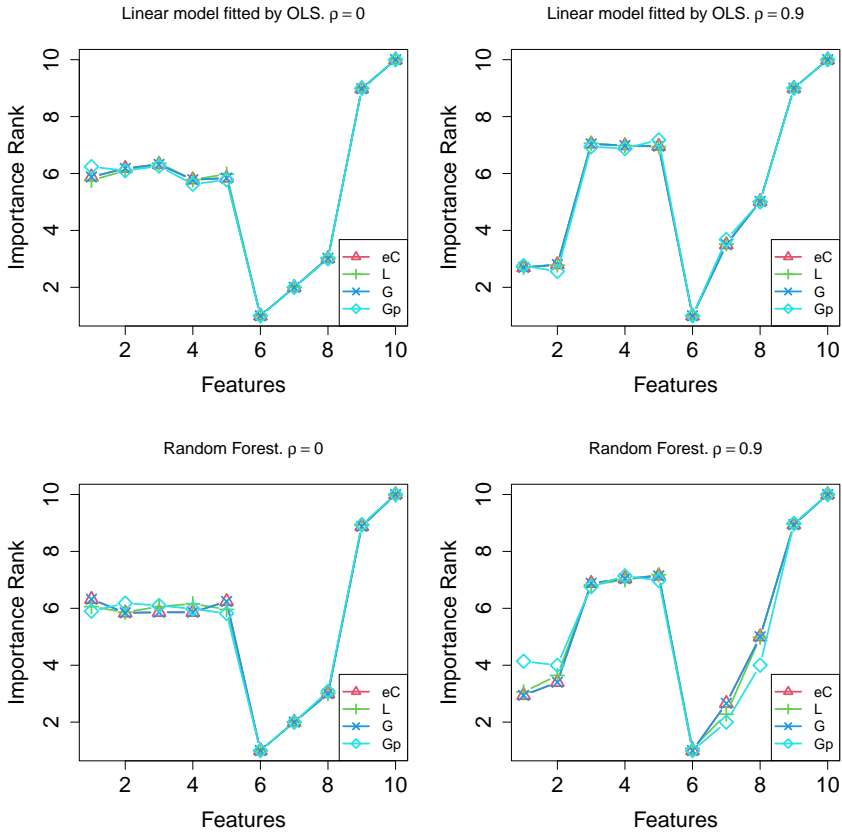 Linear model fitted by OLS. ρ = 0
Importance Rank
10
8
6
4
2
eC
L
G
Gp
2 4 6 8 10
Features
Linear model fitted by OLS. ρ = 0.9
Importance Rank
10
8
6
4
2
eC
L
G
Gp
2 4 6 8 10
Features
Random Forest. ρ = 0
Importance Rank
10
8
6
4
2
eC
L
G
Gp
2 4 6 8 10
Features
Random Forest. ρ = 0.9
Importance Rank
10
8
6
4
2
eC
L
G
Gp
2 4 6 8 10
Features